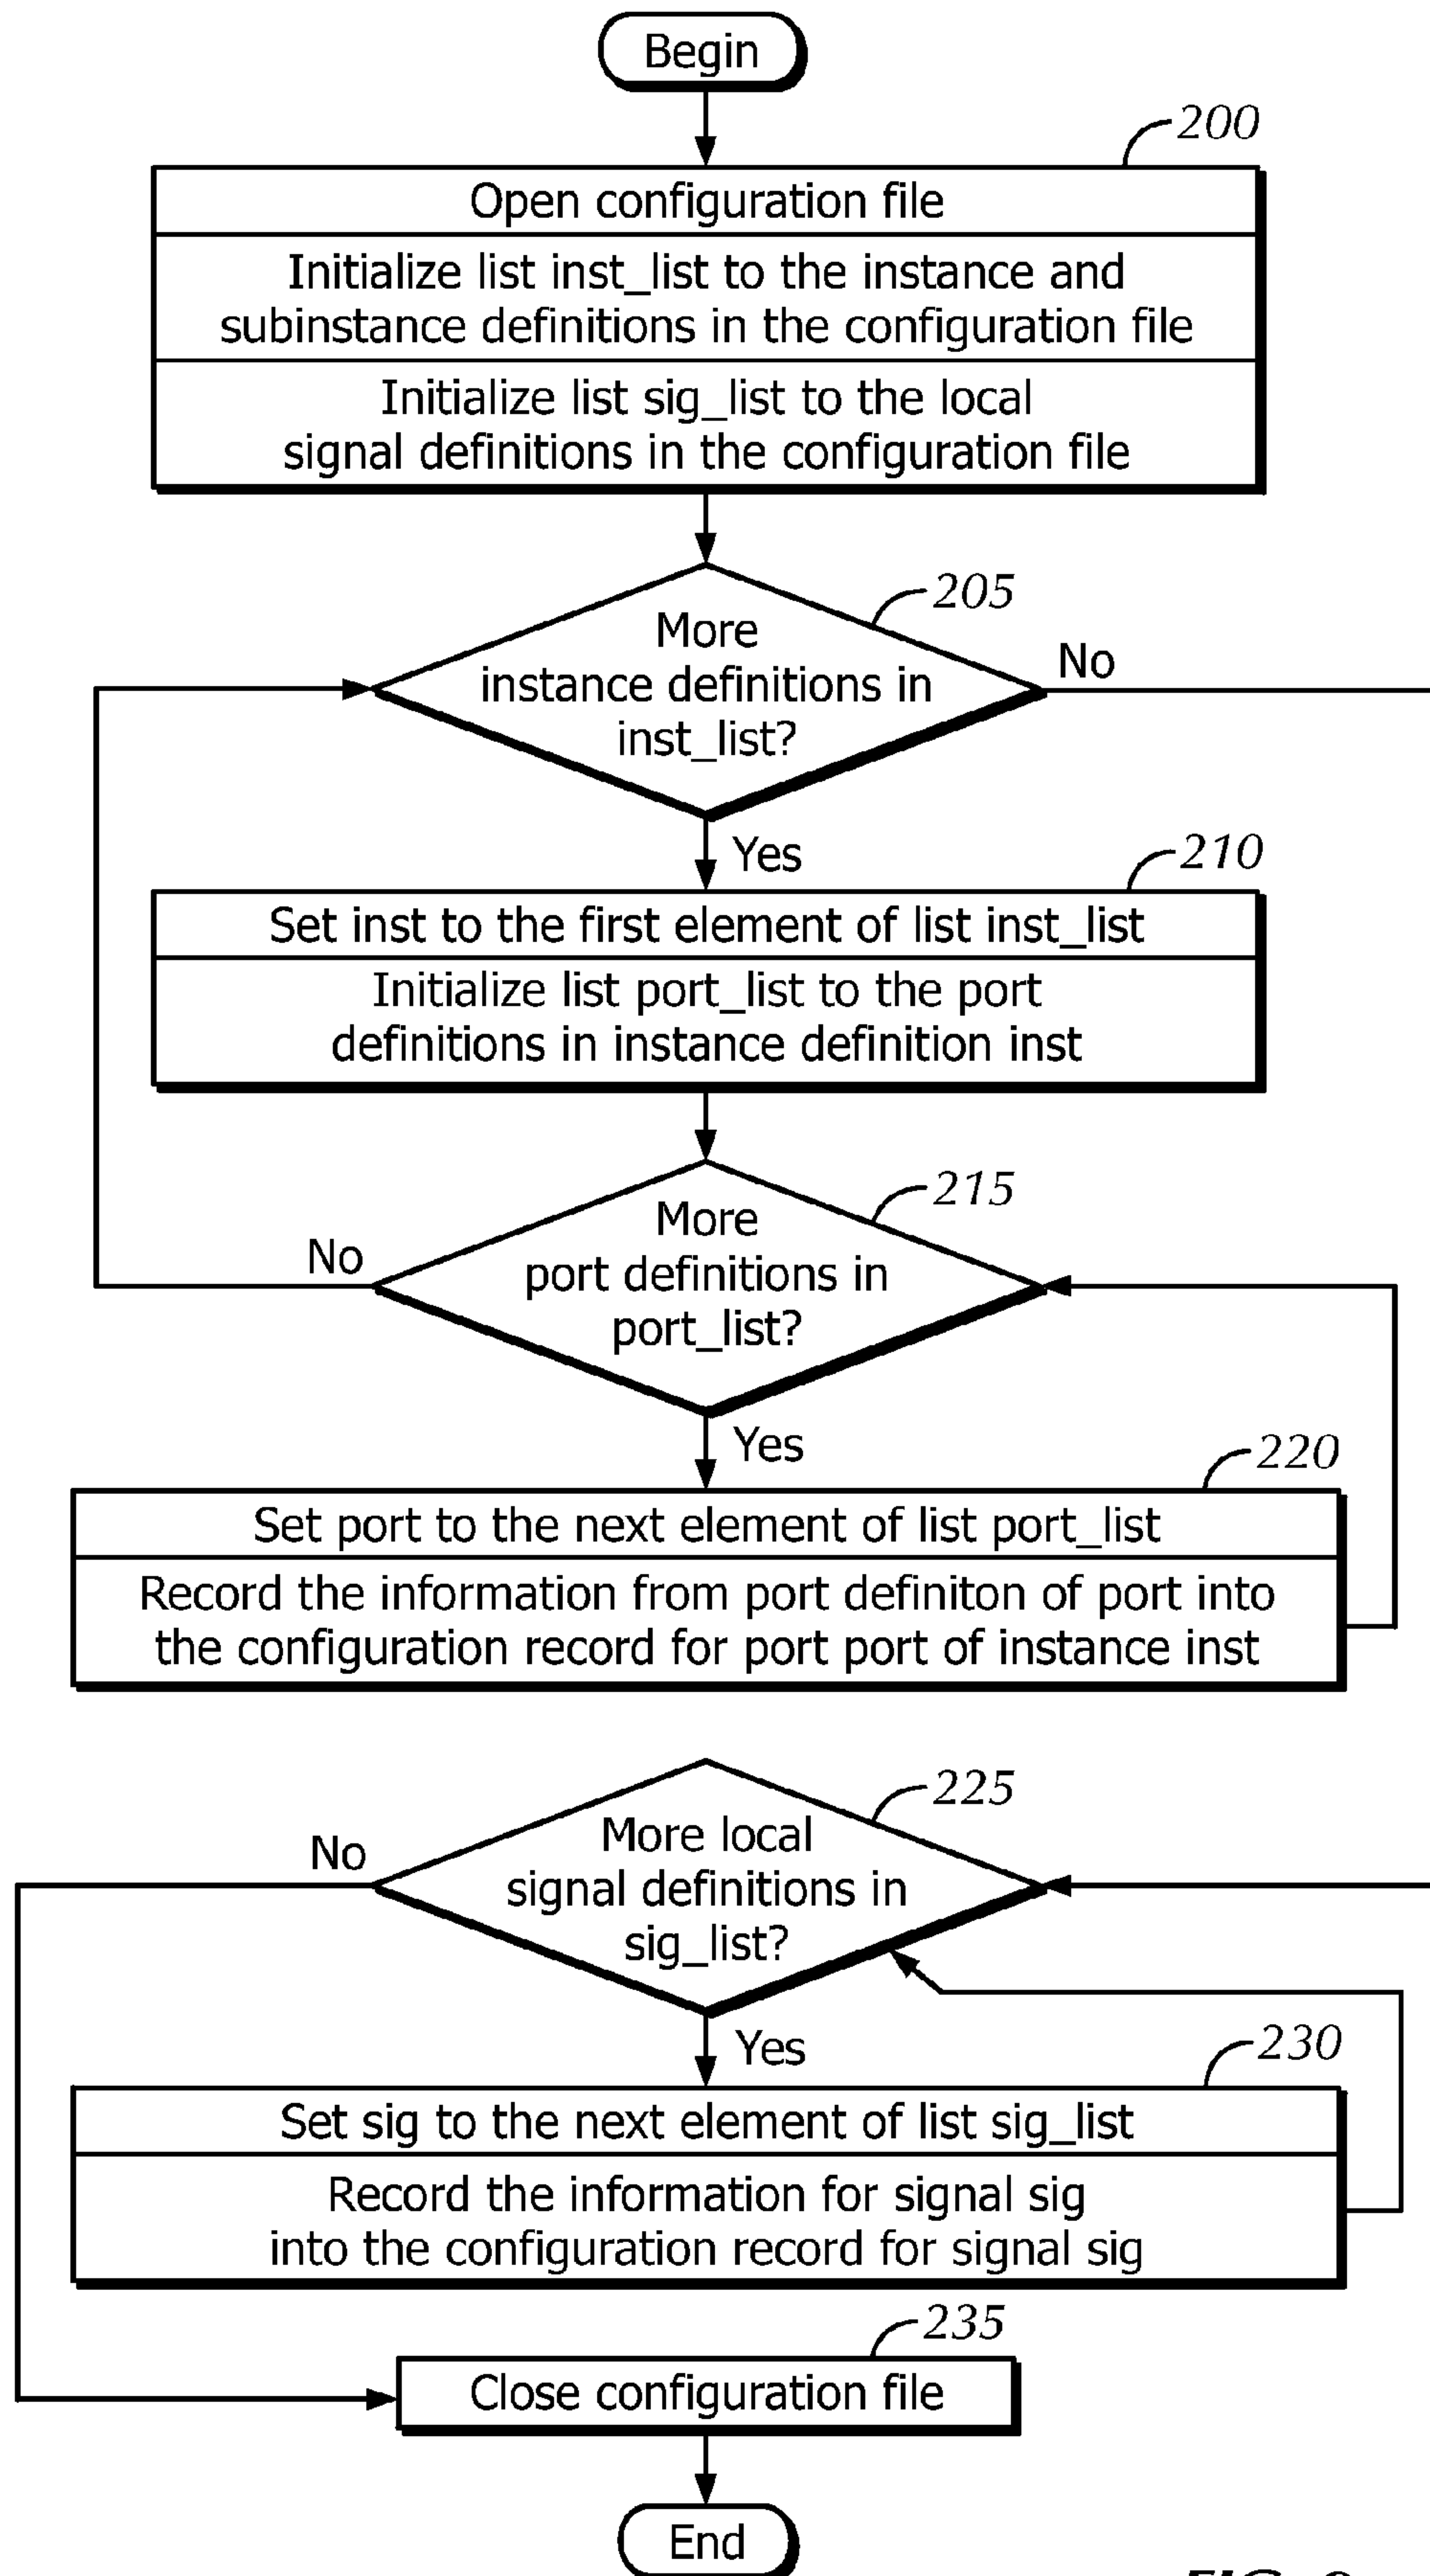 Begin
200
Open configuration file
Initialize list inst_list to the instance and
subinstance definitions in the configuration file
Initialize list sig_list to the local
signal definitions in the configuration file
205
More
instance definitions in
inst_list?
No
Yes
210
Set inst to the first element of list inst_list
Initialize list port_list to the port
definitions in instance definition inst
215
More
port definitions in
port_list?
No
Yes
220
Set port to the next element of list port_list
Record the information from port definiton of port into
the configuration record for port port of instance inst
225
More local
signal definitions in
sig_list?
No
Yes
230
Set sig to the next element of list sig_list
Record the information for signal sig
into the configuration record for signal sig
235
Close configuration file
End